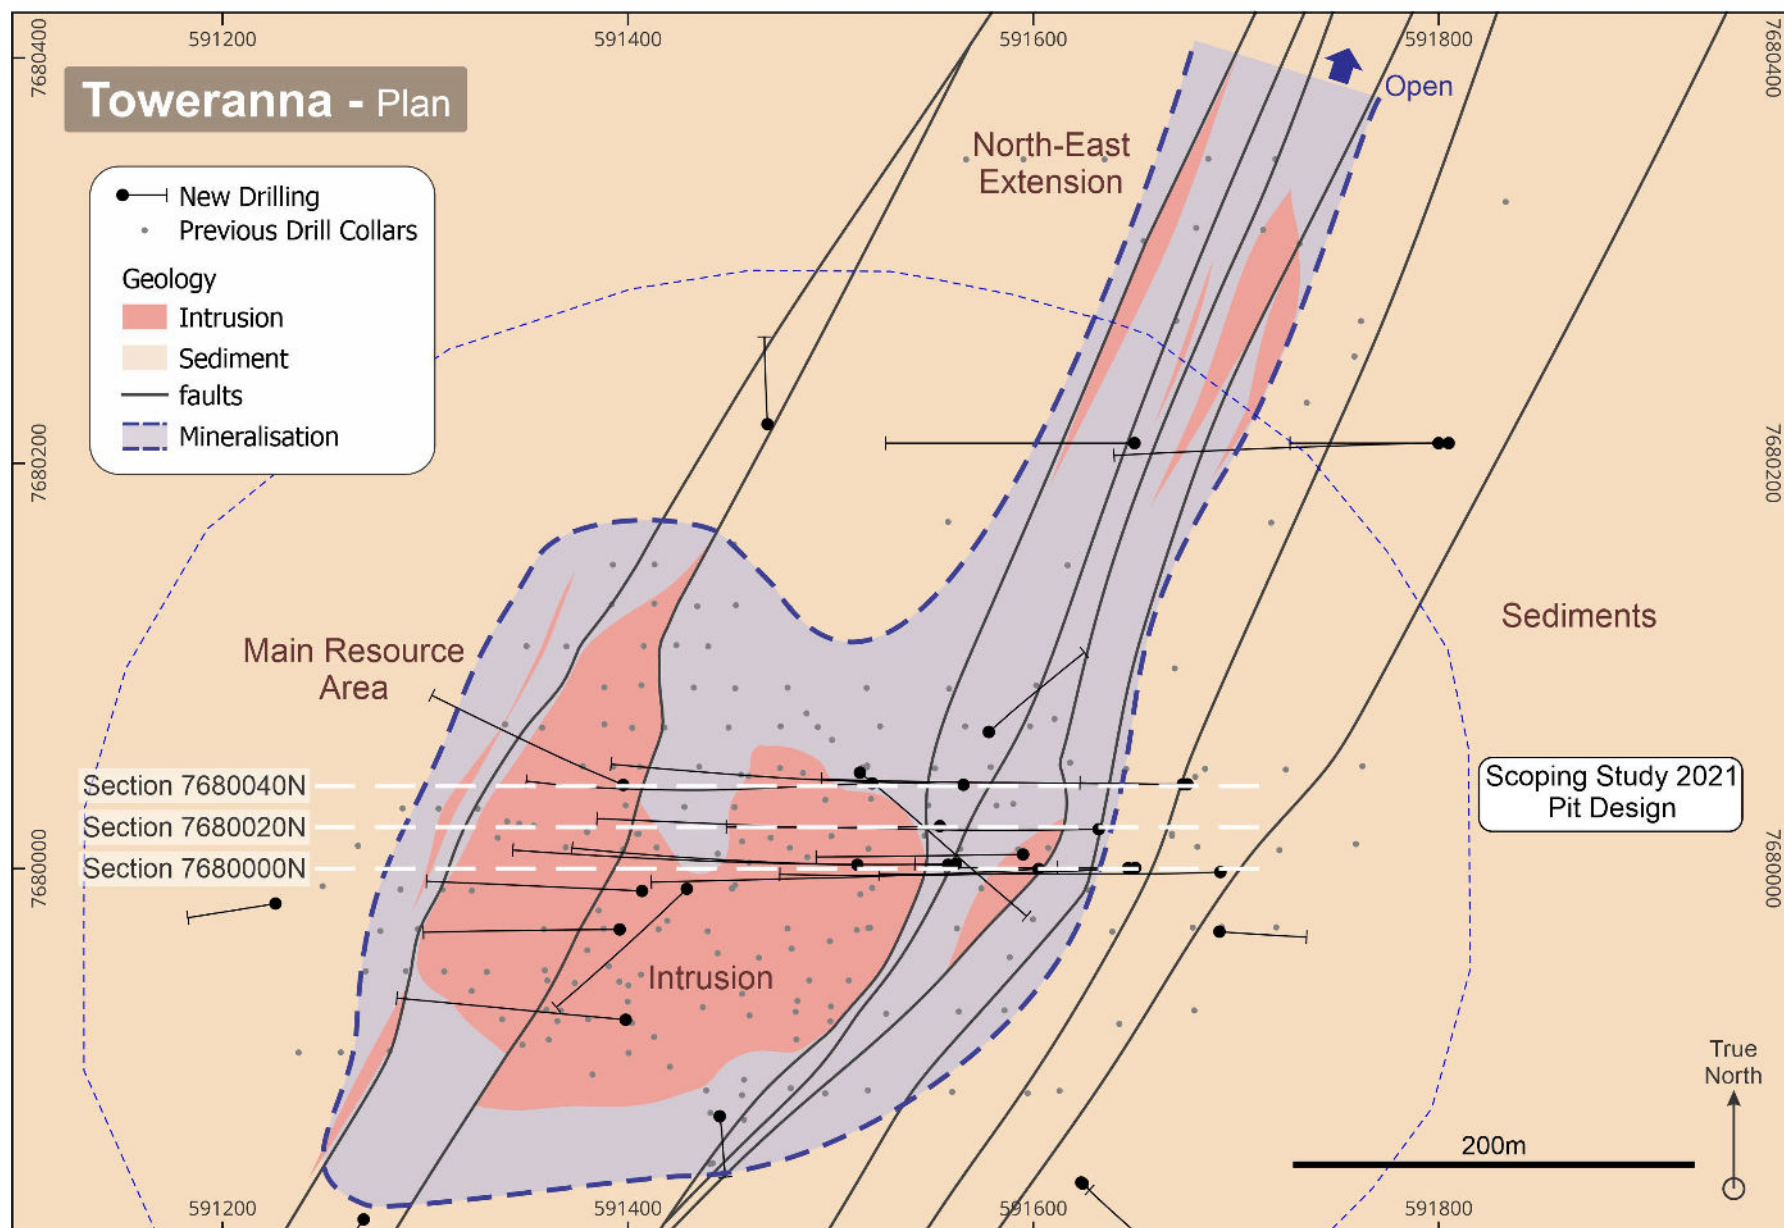 591200
591400
591600
591800
7680400
7680400
Toweranna - Plan
Open
North-East
Extension
New Drilling
Previous Drill Collars
Geology
Intrusion
Sediment
faults
Mineralisation
7680200
7680200
Sediments
Main Resource
Area
Section 7680040N
Section 7680020N
Section 7680000N
Scoping Study 2021
Pit Design
7680000
7680000
Intrusion
True
North
200m
591200
591400
591600
591800